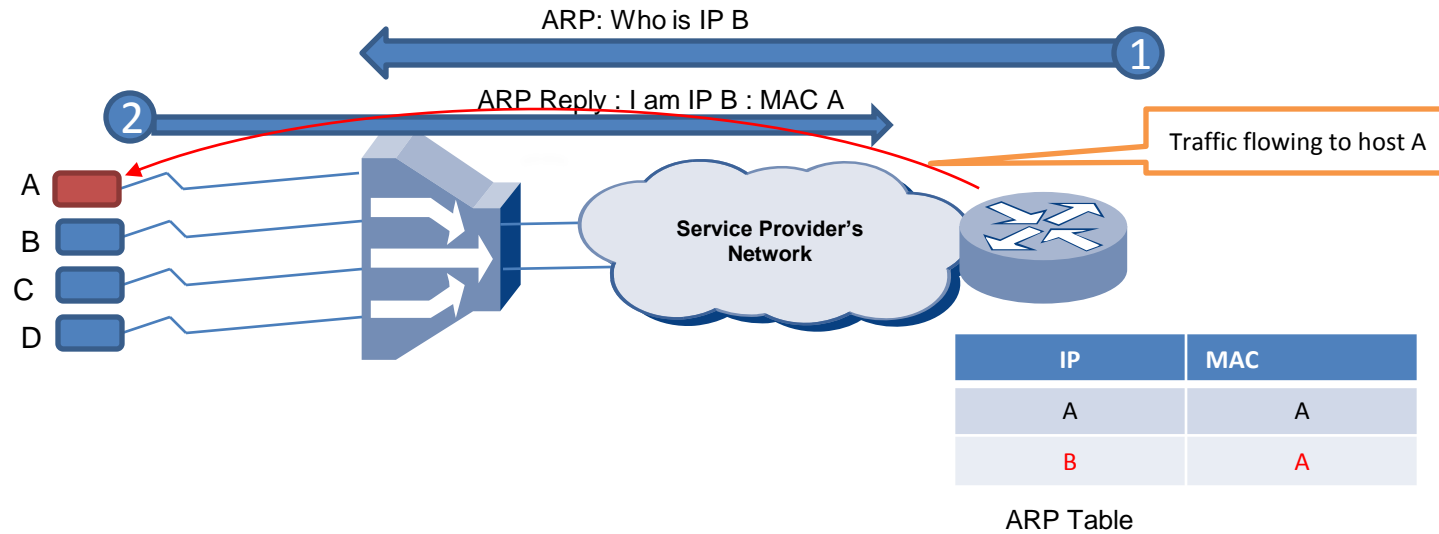 ARP: Who is IP B
1
ARP Reply : I am IP B : MAC A
2
Traffic flowing to host A
A
B
C
D
Service Provider's
Network
IP MAC
A A
B A
ARP Table